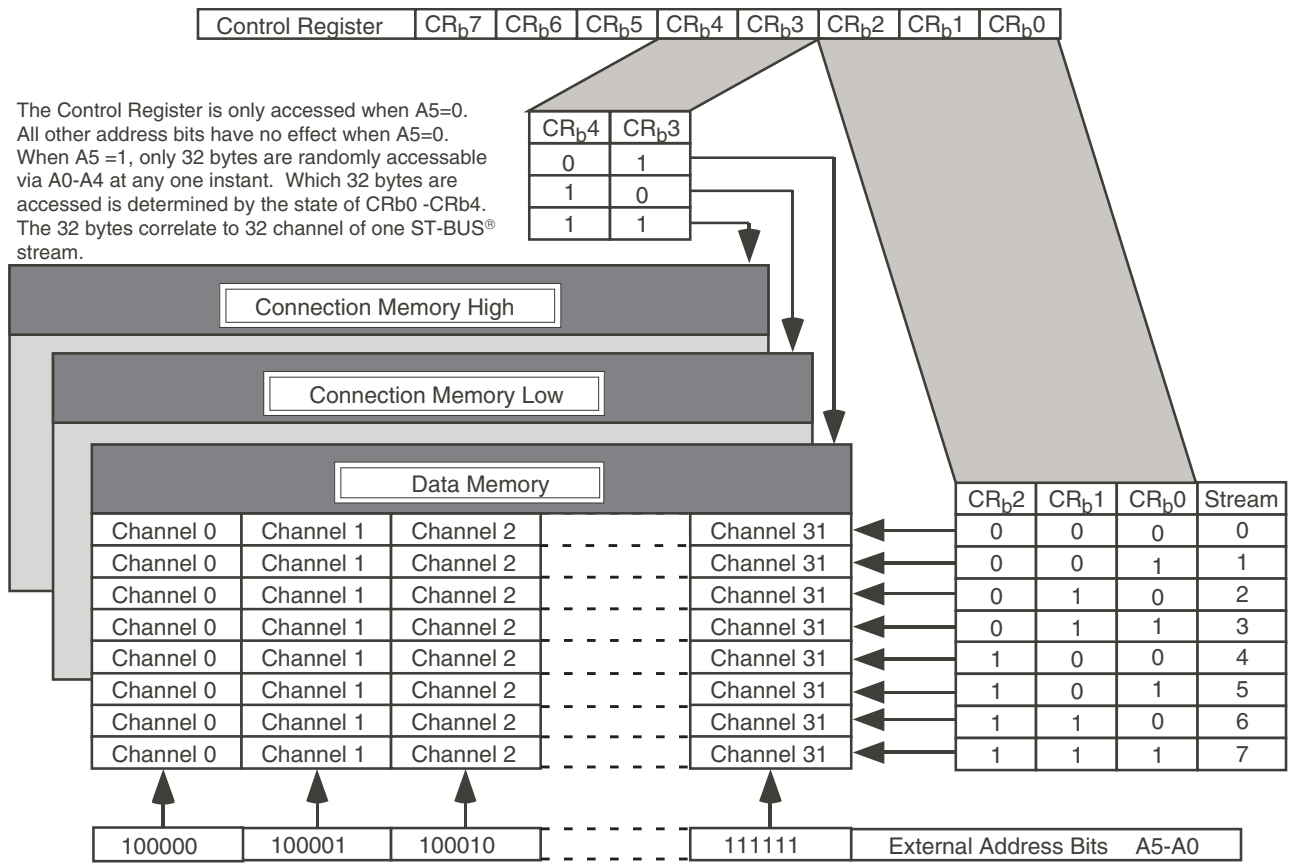 Control Register CRb7 CRb6 CRb5 CRb4 CRb3 CRb2 CRb1 CRb0
The Control Register is only accessed when A5=0.
All other address bits have no effect when A5=0.
When A5 =1, only 32 bytes are randomly accessable
via A0-A4 at any one instant. Which 32 bytes are
accessed is determined by the state of CRb0 -CRb4.
The 32 bytes correlate to 32 channel of one ST-BUS®
stream.
CRb4 CRb3
0 1
1 0
1 1
Connection Memory High
Connection Memory Low
Data Memory
CRb2 CRb1 CRb0 Stream
Channel 0 Channel 1 Channel 2 Channel 31 0 0 0 0
Channel 0 Channel 1 Channel 2 Channel 31 0 0 1 1
Channel 0 Channel 1 Channel 2 Channel 31 0 1 0 2
Channel 0 Channel 1 Channel 2 Channel 31 0 1 1 3
Channel 0 Channel 1 Channel 2 Channel 31 1 0 0 4
Channel 0 Channel 1 Channel 2 Channel 31 1 0 1 5
Channel 0 Channel 1 Channel 2 Channel 31 1 1 0 6
Channel 0 Channel 1 Channel 2 Channel 31 1 1 1 7
100000 100001 100010 111111 External Address Bits A5-A0